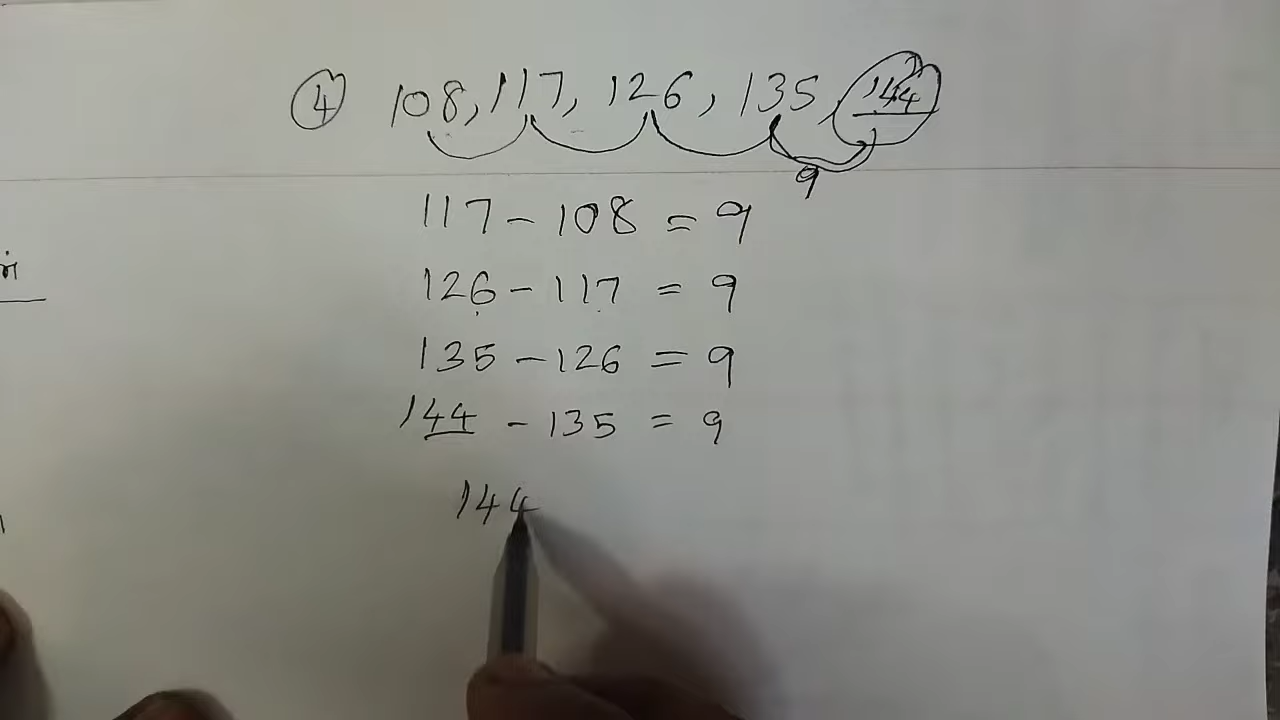 4 108, 117, 126, 135, 144
9
117 - 108 = 9
126 - 117 = 9
135 - 126 = 9
144 - 135 = 9
144